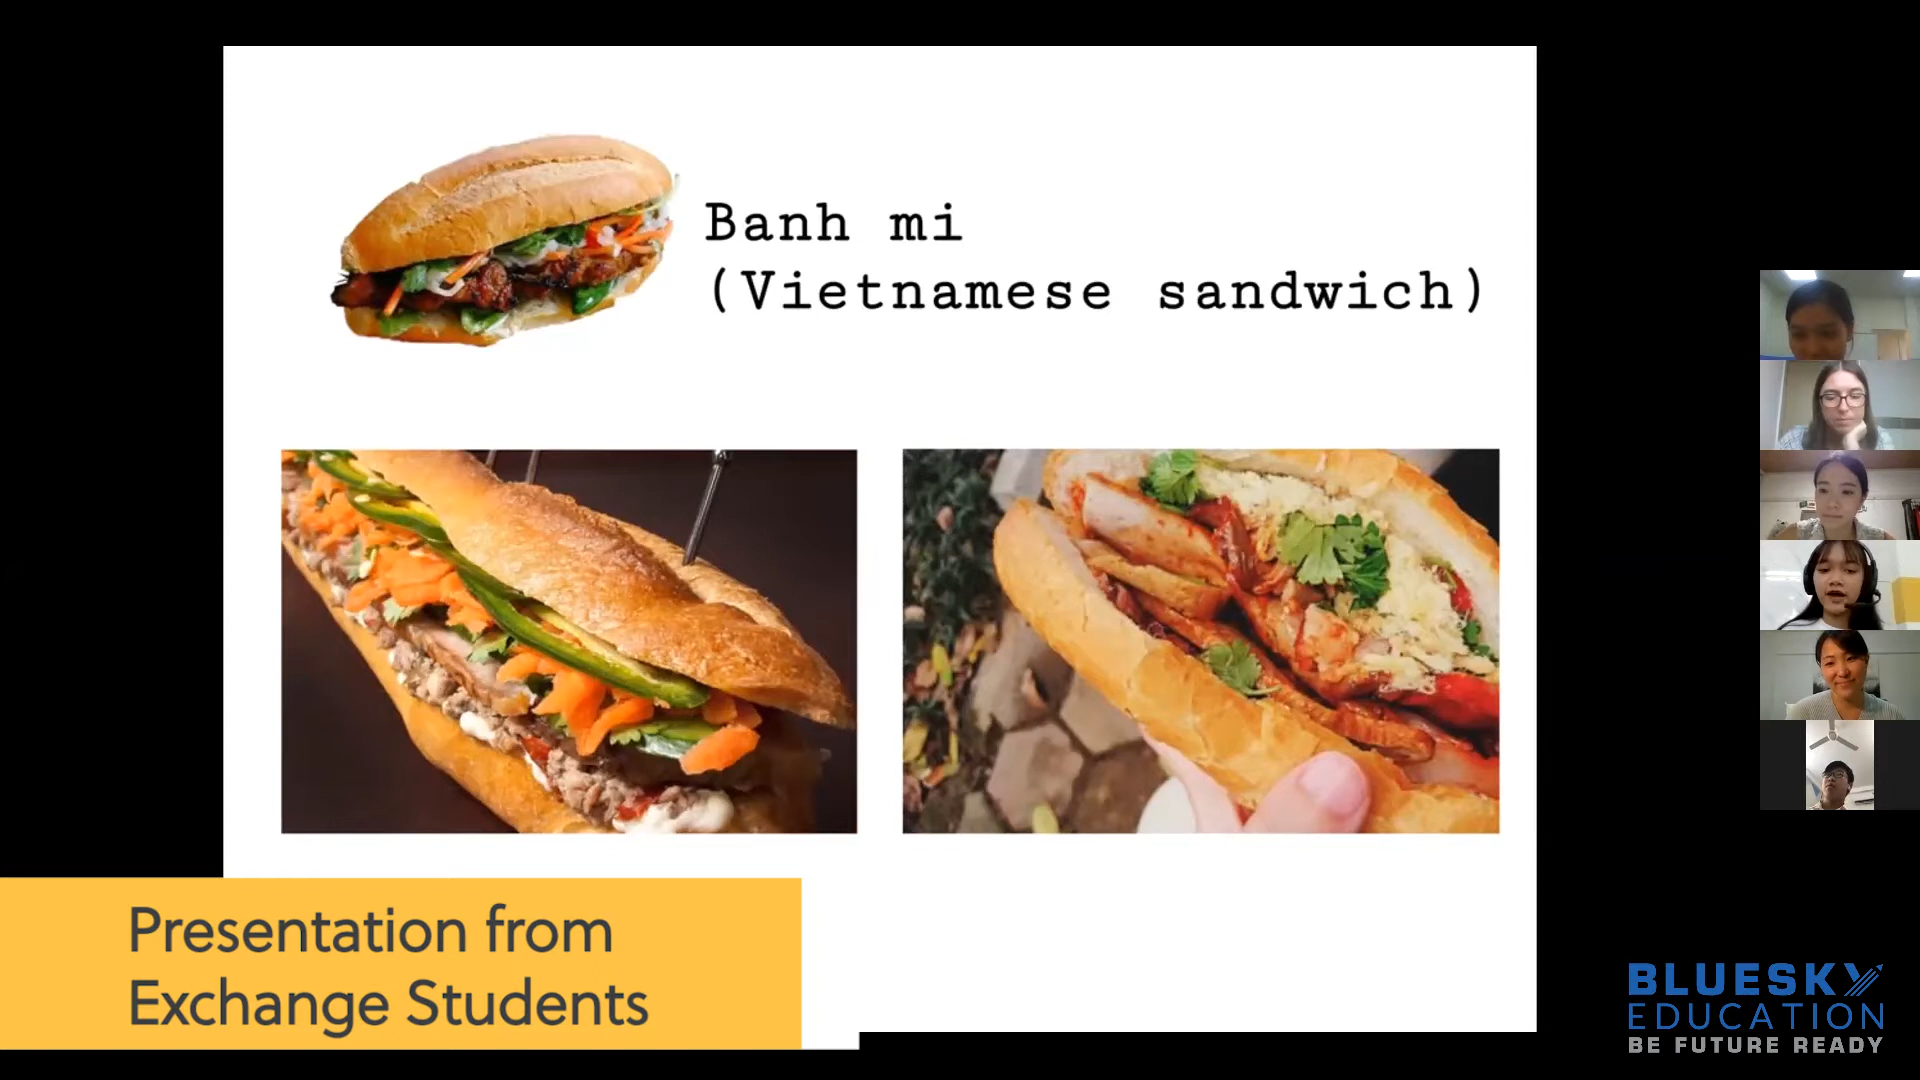 Banh mi
(Vietnamese sandwich)
Presentation from
Exchange Students
BLUESKY
EDUCATION
BE FUTURE READY